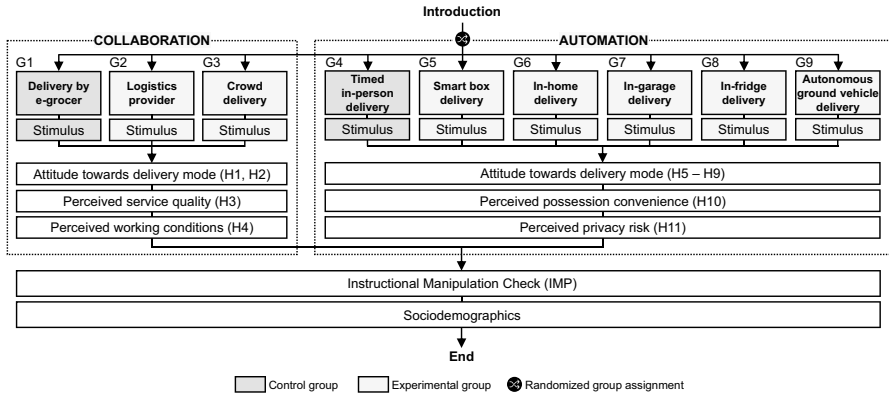 Introduction
COLLABORATION
AUTOMATION
G1
G2
G3
G4
G5
G6
G7
G8
G9
Delivery by
e-grocer
Logistics
provider
Crowd
delivery
Timed
in-person
delivery
Smart box
delivery
In-home
delivery
In-garage
delivery
In-fridge
delivery
Autonomous
ground vehicle
delivery
Stimulus
Stimulus
Stimulus
Stimulus
Stimulus
Stimulus
Stimulus
Stimulus
Stimulus
Attitude towards delivery mode (H1, H2)
Perceived service quality (H3)
Perceived working conditions (H4)
Attitude towards delivery mode (H5 – H9)
Perceived possession convenience (H10)
Perceived privacy risk (H11)
Instructional Manipulation Check (IMP)
Sociodemographics
End
Control group
Experimental group
Randomized group assignment